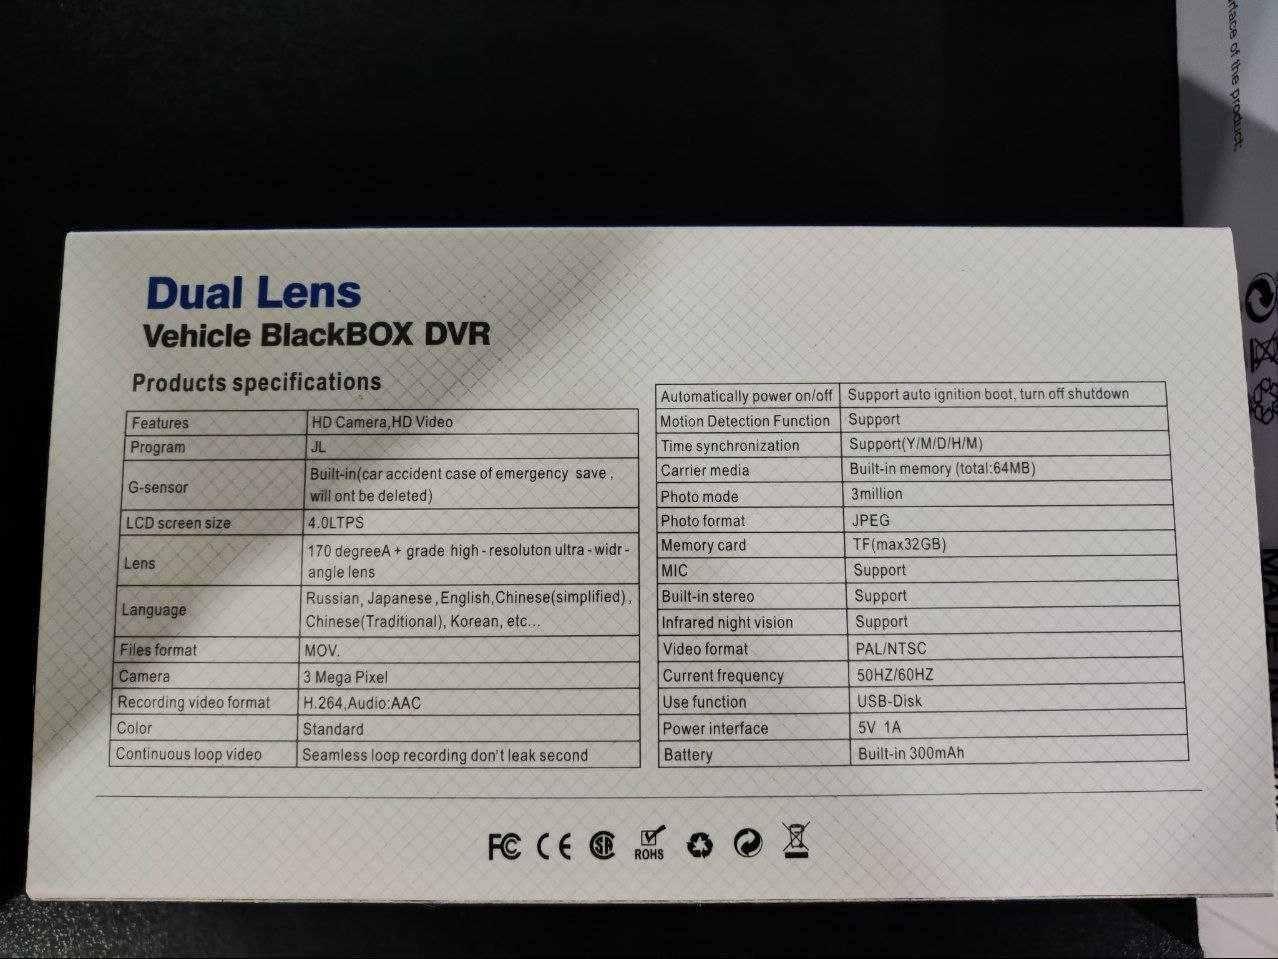 Dual Lens
Vehicle BlackBOX DVR
Products specifications
Features HD Camera,HD Video
Program JL
G-sensor Built-in(car accident case of emergency save ,
will ont be deleted)
LCD screen size 4.0LTPS
Lens 170 degreeA+ grade high-resoluton ultra-widr-
angle lens
Language Russian, Japanese,English,Chinese(simplified),
Chinese(Traditional), Korean, etc...
Files format MOV.
Camera 3 Mega Pixel
Recording video format H.264,Audio:AAC
Color Standard
Continuous loop video Seamless loop recording don't leak second
Automatically power on/off Support auto ignition boot, turn off shutdown
Motion Detection Function Support
Time synchronization Support(Y/M/D/H/M)
Carrier media Built-in memory (total:64MB)
Photo mode 3million
Photo format JPEG
Memory card TF(max32GB)
MIC Support
Built-in stereo Support
Infrared night vision Support
Video format PAL/NTSC
Current frequency 50HZ/60HZ
Use function USB-Disk
Power interface 5V 1A
Battery Built-in 300mAh
FC CE SA ROHS
of the product;
MADE